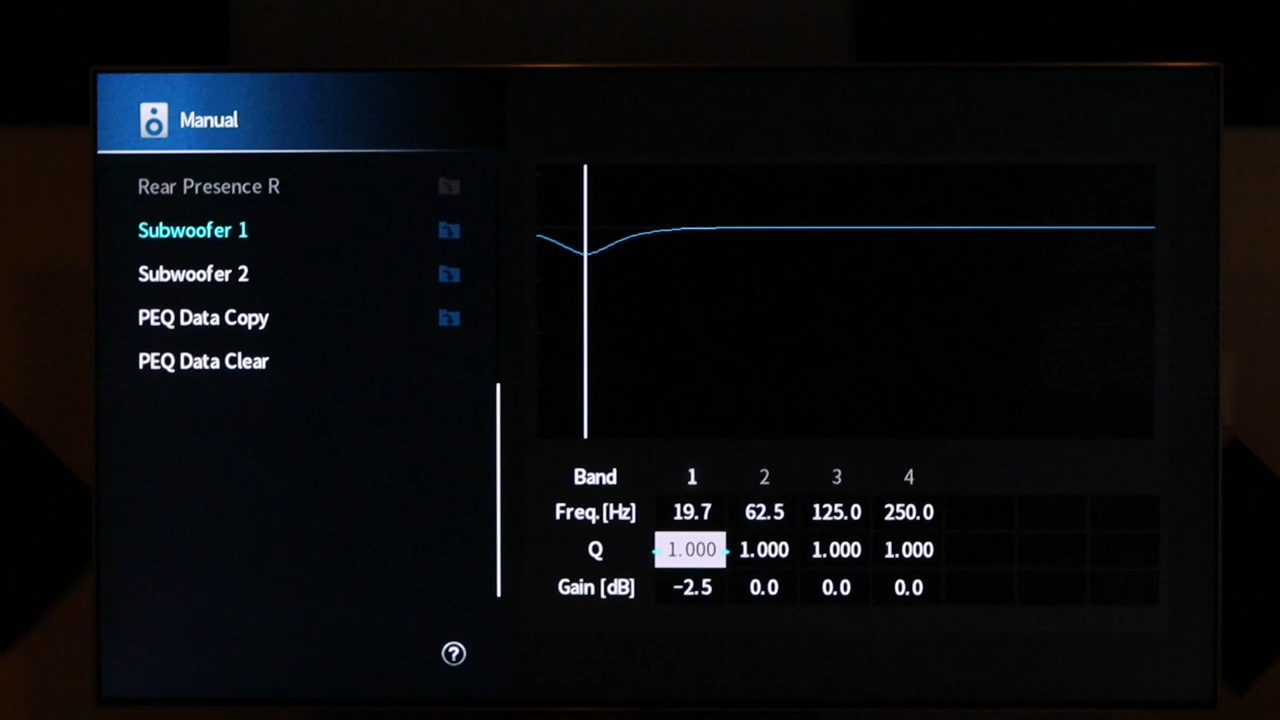 Manual
Rear Presence R
Subwoofer 1
Subwoofer 2
PEQ Data Copy
PEQ Data Clear
?
Band 1 2 3 4
Freq.[Hz] 19.7 62.5 125.0 250.0
Q 1.000 1.000 1.000 1.000
Gain [dB] −2.5 0.0 0.0 0.0